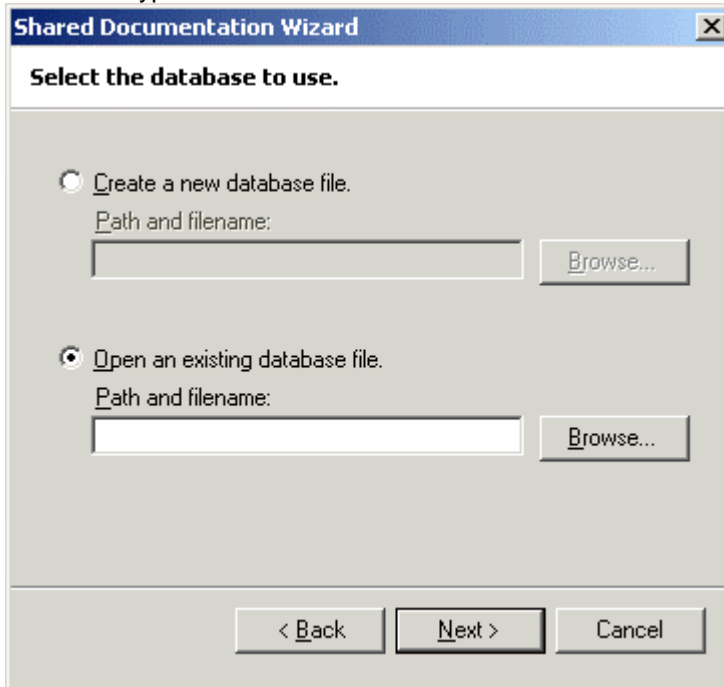 Shared Documentation Wizard
Select the database to use.
Create a new database file.
Path and filename:
Browse...
Open an existing database file.
Path and filename:
Browse...
< Back
Next >
Cancel